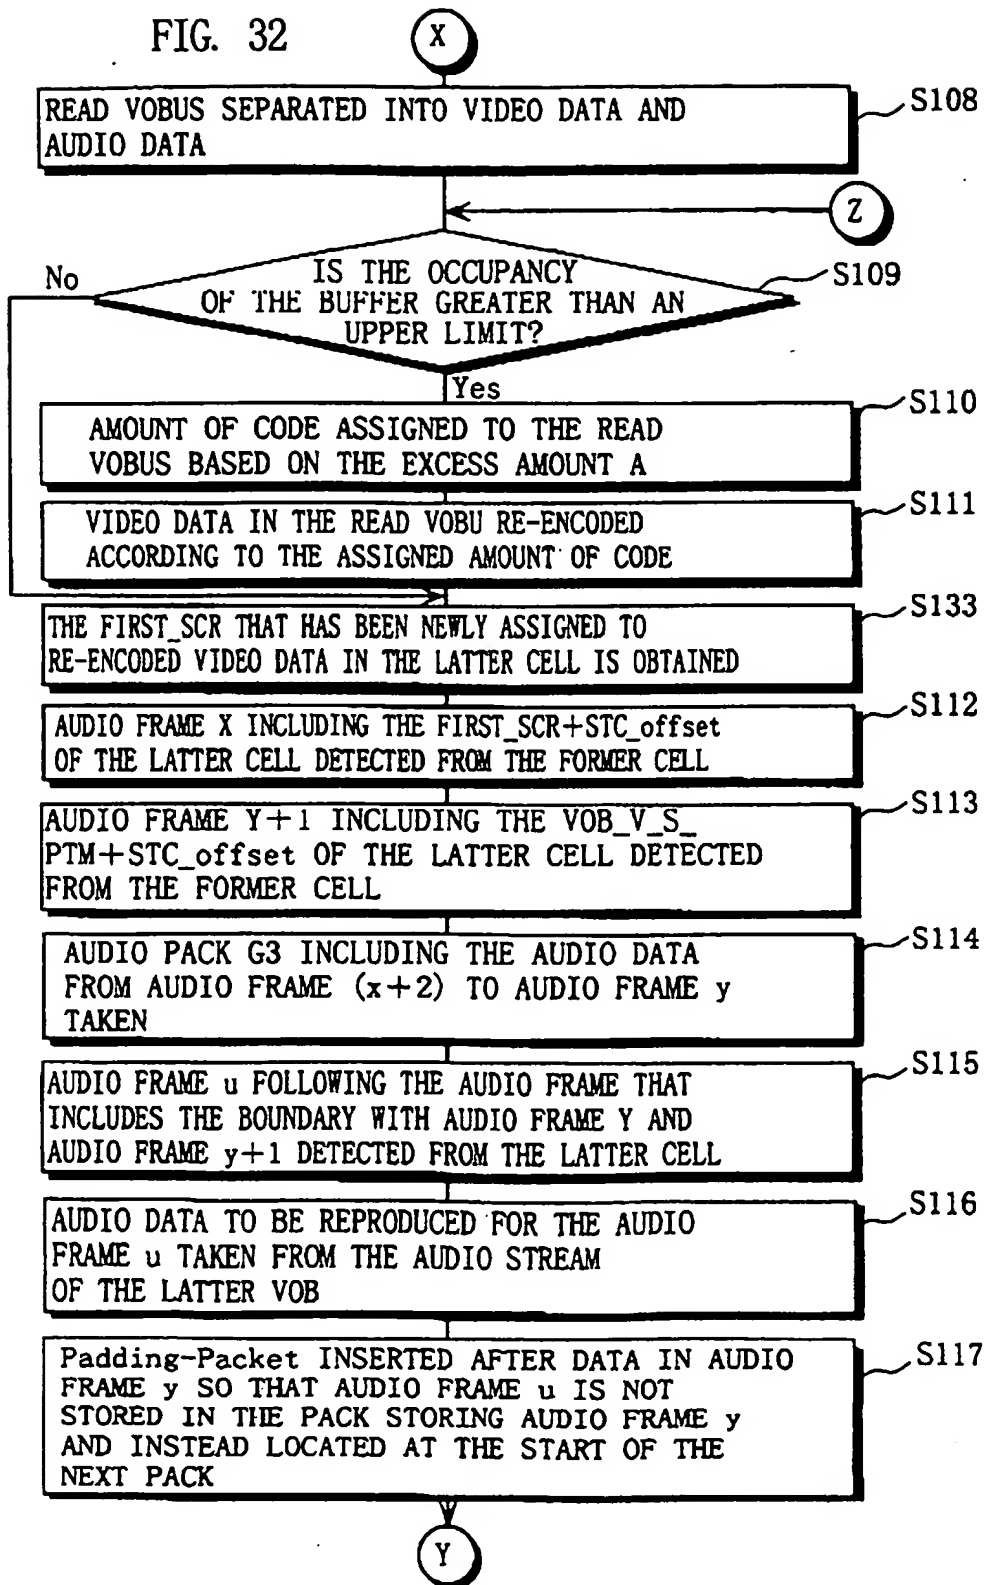 FIG. 32
X
READ VOBUS SEPARATED INTO VIDEO DATA AND
AUDIO DATA
S108
Z
No
IS THE OCCUPANCY
OF THE BUFFER GREATER THAN AN
UPPER LIMIT?
S109
Yes
AMOUNT OF CODE ASSIGNED TO THE READ
VOBUS BASED ON THE EXCESS AMOUNT A
S110
VIDEO DATA IN THE READ VOBU RE-ENCODED
ACCORDING TO THE ASSIGNED AMOUNT OF CODE
S111
THE FIRST_SCR THAT HAS BEEN NEWLY ASSIGNED TO
RE-ENCODED VIDEO DATA IN THE LATTER CELL IS OBTAINED
S133
AUDIO FRAME X INCLUDING THE FIRST_SCR+STC_offset
OF THE LATTER CELL DETECTED FROM THE FORMER CELL
S112
AUDIO FRAME Y+1 INCLUDING THE VOB_V_S_
PTM+STC_offset OF THE LATTER CELL DETECTED
FROM THE FORMER CELL
S113
AUDIO PACK G3 INCLUDING THE AUDIO DATA
FROM AUDIO FRAME (x+2) TO AUDIO FRAME y
TAKEN
S114
AUDIO FRAME u FOLLOWING THE AUDIO FRAME THAT
INCLUDES THE BOUNDARY WITH AUDIO FRAME Y AND
AUDIO FRAME y+1 DETECTED FROM THE LATTER CELL
S115
AUDIO DATA TO BE REPRODUCED FOR THE AUDIO
FRAME u TAKEN FROM THE AUDIO STREAM
OF THE LATTER VOB
S116
Padding-Packet INSERTED AFTER DATA IN AUDIO
FRAME y SO THAT AUDIO FRAME u IS NOT
STORED IN THE PACK STORING AUDIO FRAME y
AND INSTEAD LOCATED AT THE START OF THE
NEXT PACK
S117
Y